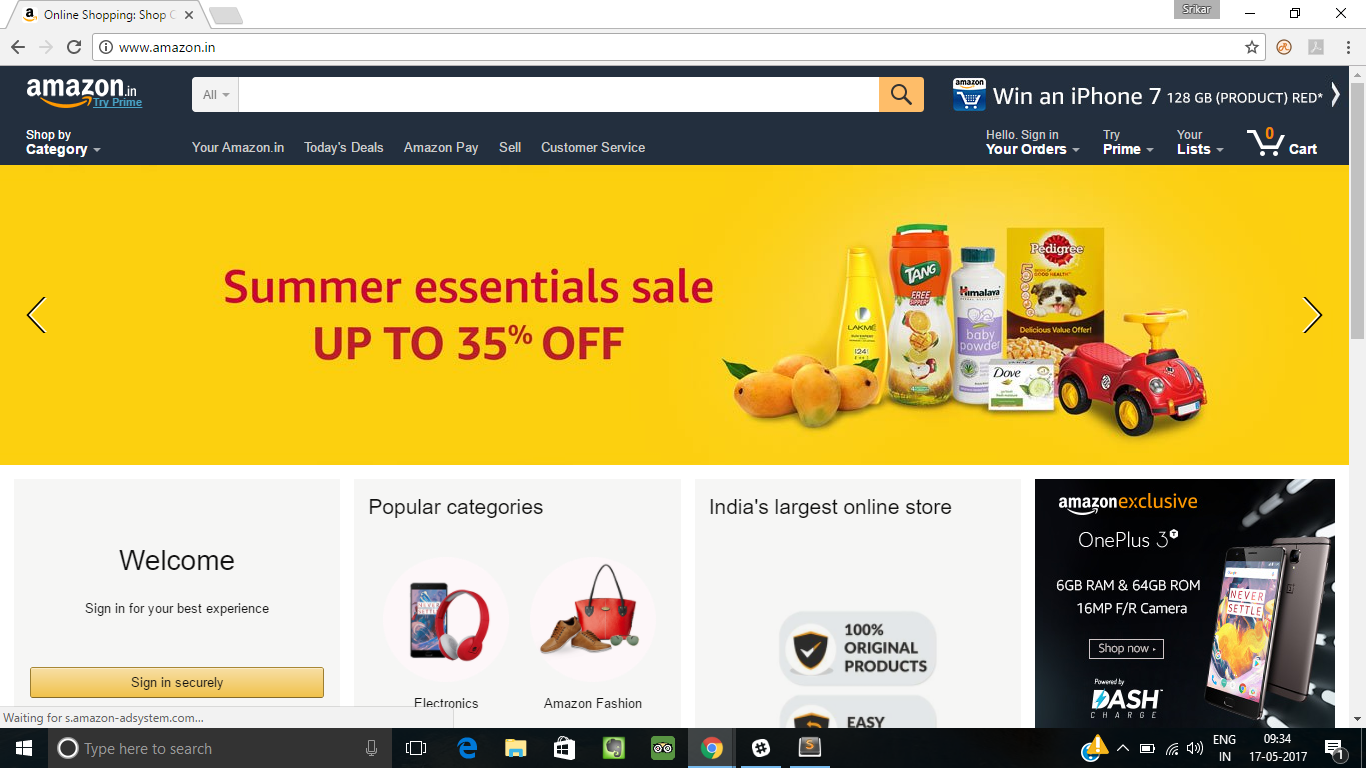 Online Shopping: Shop
Srikar
www.amazon.in
amazon.in
Try Prime
All
Win an iPhone 7 128 GB (PRODUCT) RED*
Shop by
Category
Your Amazon.in Today's Deals Amazon Pay Sell Customer Service
Hello. Sign in
Your Orders
Try
Prime
Your
Lists
0
Cart
Summer essentials sale
UP TO 35% OFF
LAKMÉ
TANG
FREE
Himalaya
baby
powder
Pedigree
5
GOOD HEALTH
Delicious Value Offer!
Dove
Welcome
Sign in for your best experience
Sign in securely
Popular categories
Electronics
Amazon Fashion
India's largest online store
100%
ORIGINAL
PRODUCTS
EASY
amazonexclusive
OnePlus 3T
6GB RAM & 64GB ROM
16MP F/R Camera
Shop now
Powered by
DASH
CHARGE
NEVER
SETTLE
Waiting for s.amazon-adsystem.com...
Type here to search
ENG
IN
09:34
17-05-2017
1